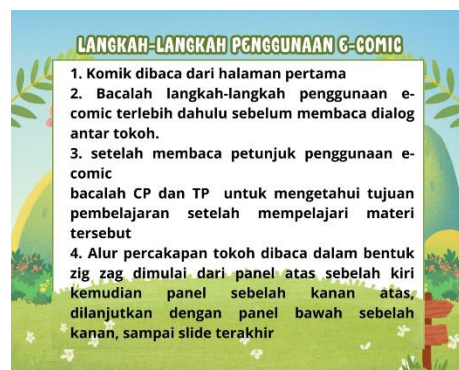 LANGKAH-LANGKAH PENGGUNAAN E-COMIC
1. Komik dibaca dari halaman pertama
2. Bacalah langkah-langkah penggunaan e-
comic terlebih dahulu sebelum membaca dialog
antar tokoh.
3. setelah membaca petunjuk penggunaan e-
comic
bacalah CP dan TP untuk mengetahui tujuan
pembelajaran setelah mempelajari materi
tersebut
4. Alur percakapan tokoh dibaca dalam bentuk
zig zag dimulai dari panel atas sebelah kiri
kemudian panel sebelah kanan atas,
dilanjutkan dengan panel bawah sebelah
kanan, sampai slide terakhir